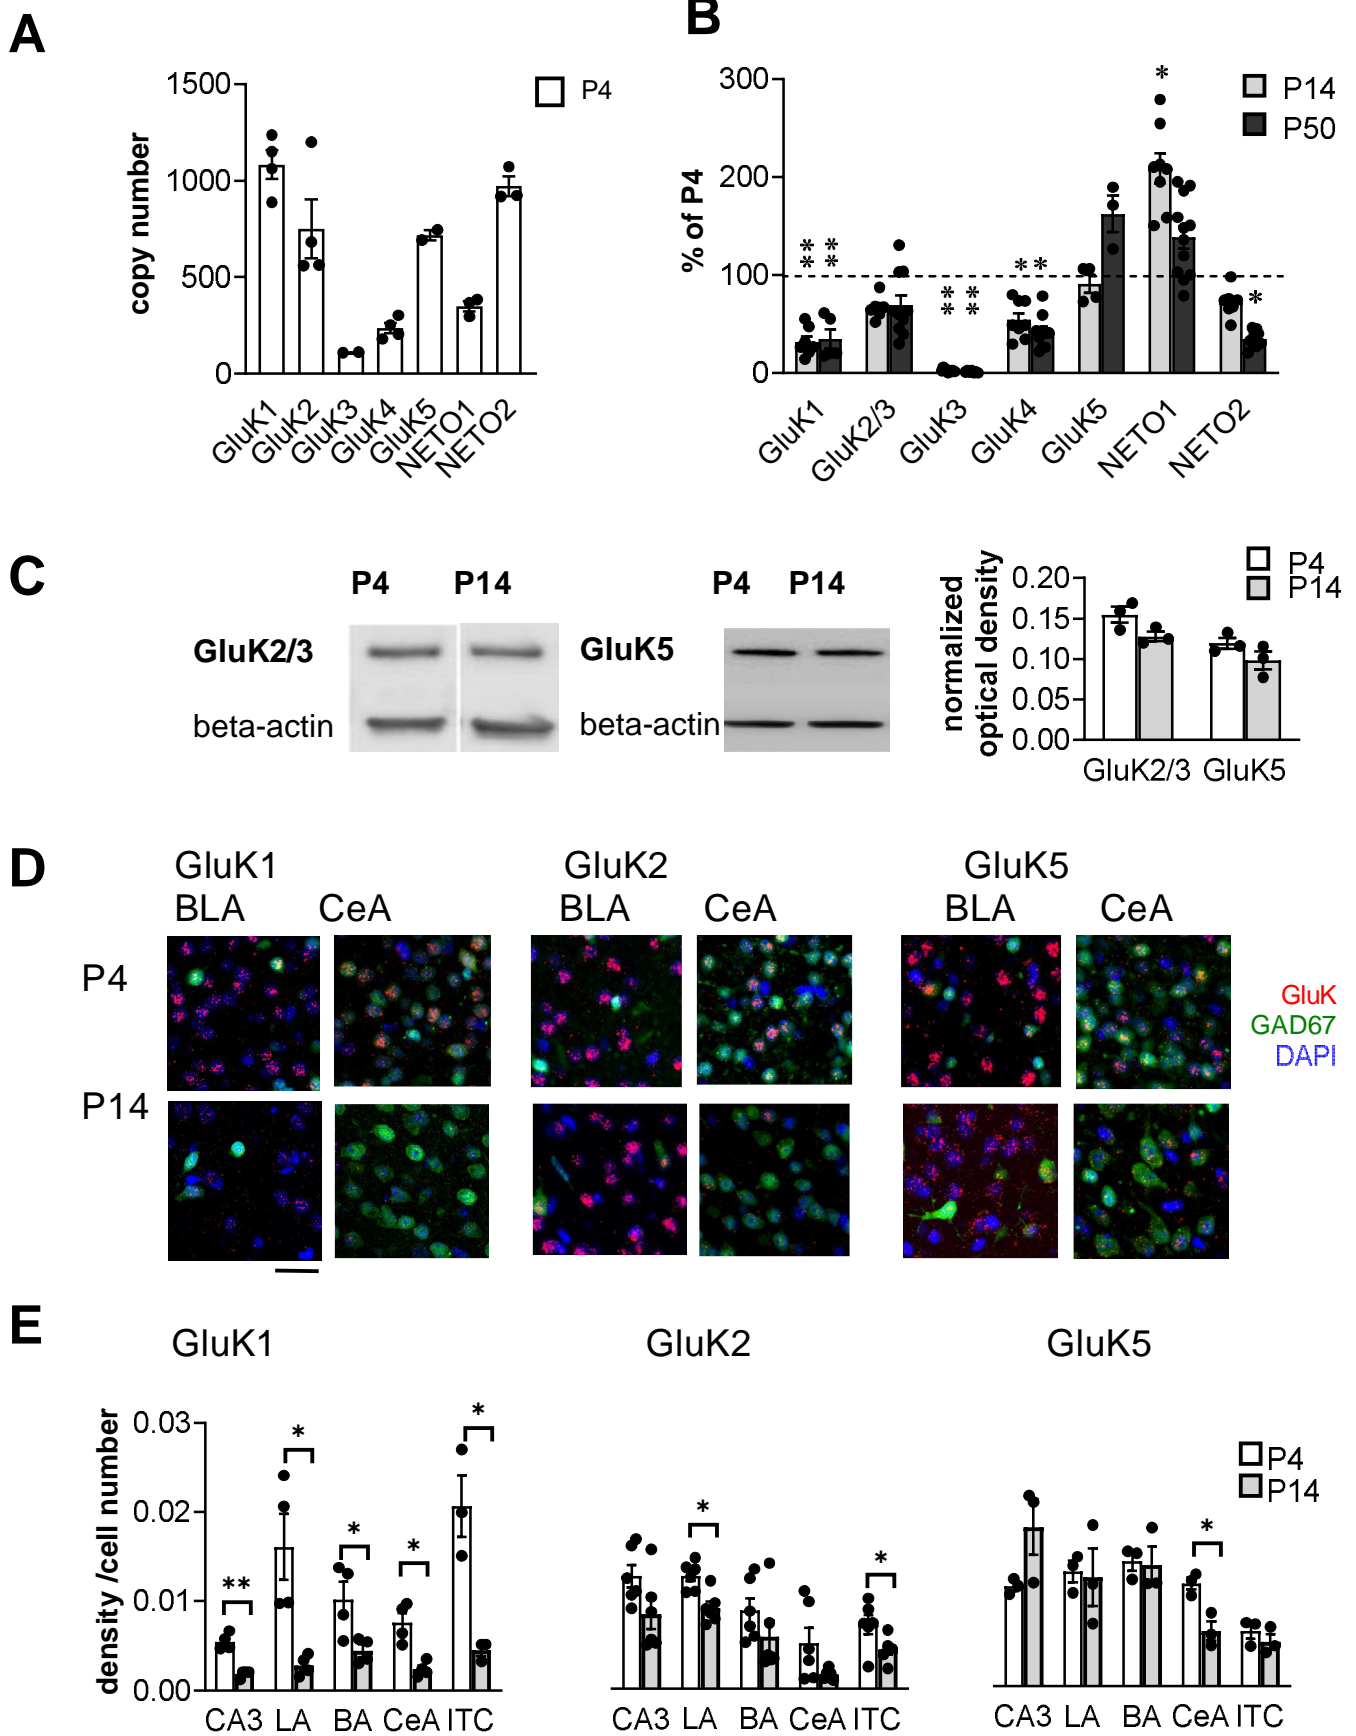 A
1500
1000
500
0
copy number
P4
GluK1
GluK2
GluK3
GluK4
GluK5
NETO1
NETO2
B
300
200
100
0
% of P4
P14
P50
*
** **
** **
* *
*
GluK1
GluK2/3
GluK3
GluK4
GluK5
NETO1
NETO2
C
P4 P14
GluK2/3
beta-actin
P4 P14
GluK5
beta-actin
normalized
optical density
0.20
0.15
0.10
0.05
0.00
P4
P14
GluK2/3 GluK5
D
GluK1 GluK2 GluK5
BLA CeA BLA CeA BLA CeA
P4
P14
GluK
GAD67
DAPI
E
GluK1 GluK2 GluK5
density /cell number
0.03
0.02
0.01
0.00
** * * * *
* *
*
P4
P14
CA3 LA BA CeA ITC
CA3 LA BA CeA ITC
CA3 LA BA CeA ITC